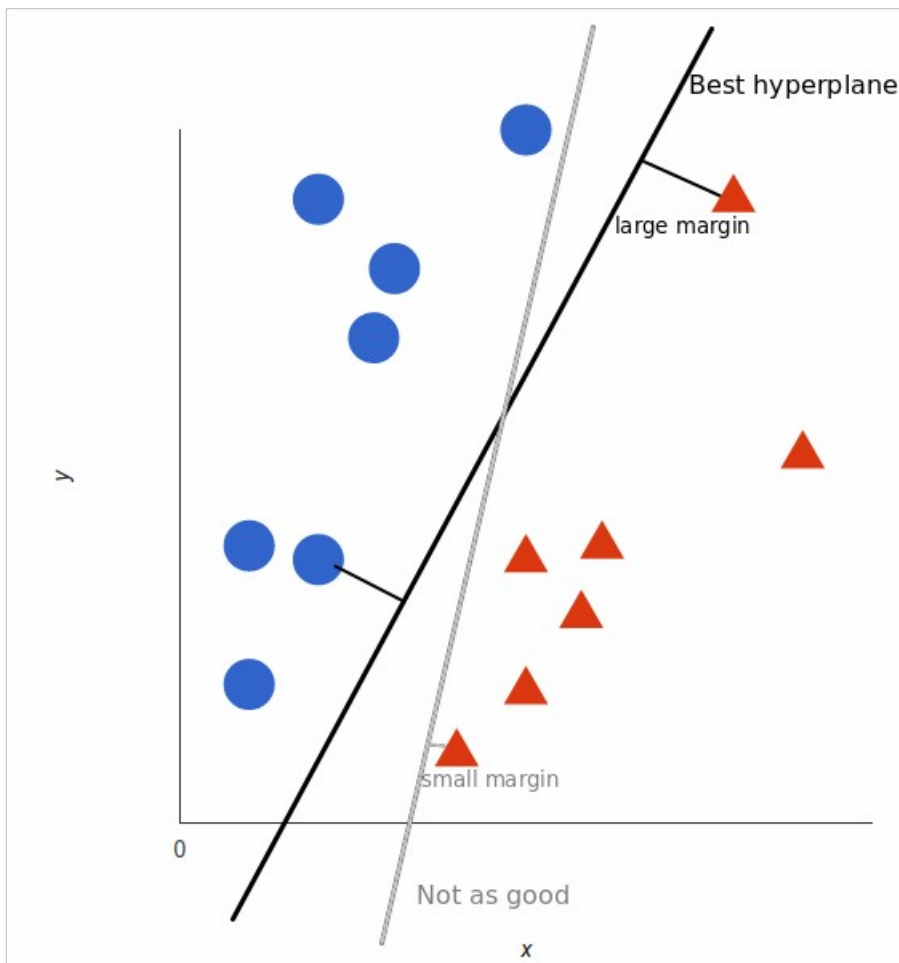 Best hyperplane
large margin
y
small margin
0
Not as good
x